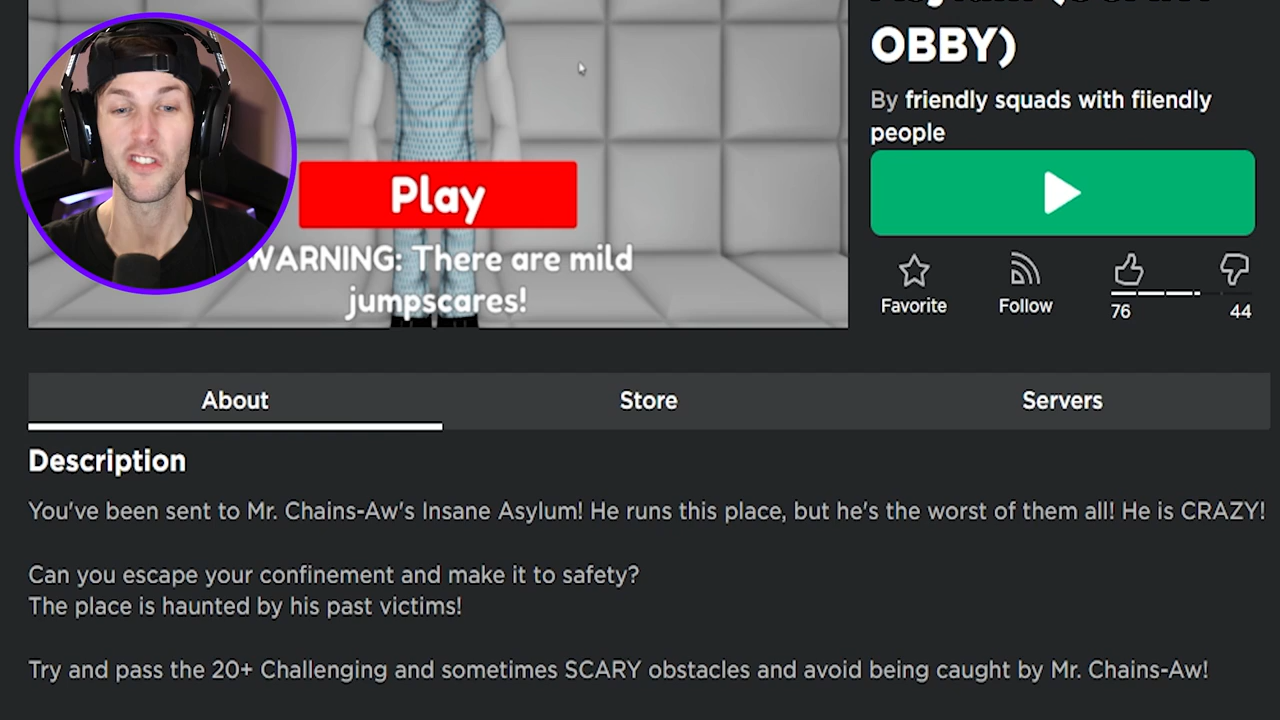 OBBY)
By friendly squads with fiiendly
people
Play
WARNING: There are mild
jumpscares!
Favorite
Follow
76
44
About
Store
Servers
Description
You've been sent to Mr. Chains-Aw's Insane Asylum! He runs this place, but he's the worst of them all! He is CRAZY!
Can you escape your confinement and make it to safety?
The place is haunted by his past victims!
Try and pass the 20+ Challenging and sometimes SCARY obstacles and avoid being caught by Mr. Chains-Aw!